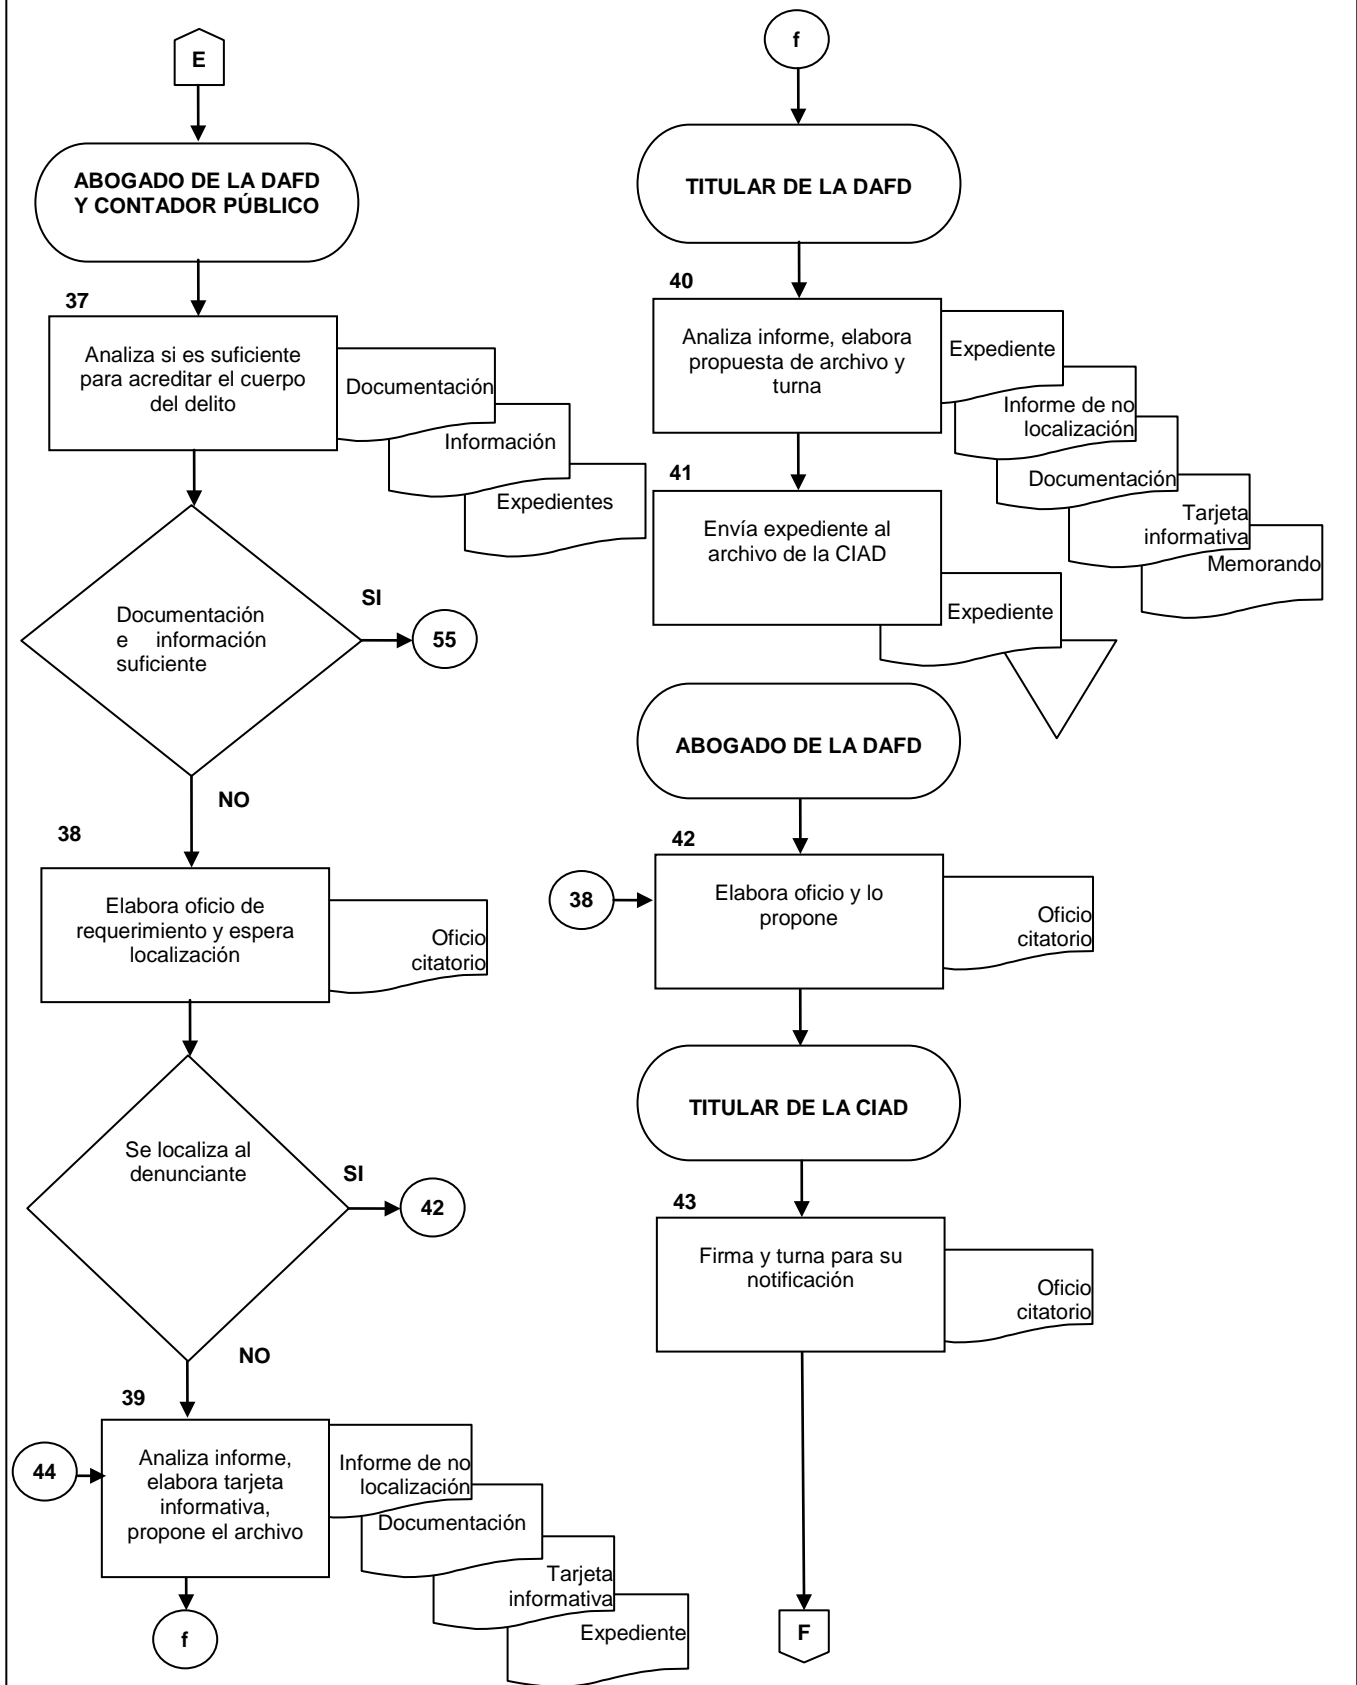 E
ABOGADO DE LA DAFD
Y CONTADOR PÚBLICO
37
Analiza si es suficiente
para acreditar el cuerpo
del delito
Documentación
Información
Expedientes
Documentación
e información
suficiente
SI
55
NO
38
Elabora oficio de
requerimiento y espera
localización
Oficio
citatorio
Se localiza al
denunciante
SI
42
NO
39
44
Analiza informe,
elabora tarjeta
informativa,
propone el archivo
Informe de no
localización
Documentación
Tarjeta
informativa
Expediente
f
f
TITULAR DE LA DAFD
40
Analiza informe, elabora
propuesta de archivo y
turna
Expediente
Informe de no
localización
Documentación
Tarjeta
informativa
Memorando
41
Envía expediente al
archivo de la CIAD
Expediente
ABOGADO DE LA DAFD
42
38
Elabora oficio y lo
propone
Oficio
citatorio
TITULAR DE LA CIAD
43
Firma y turna para su
notificación
Oficio
citatorio
F